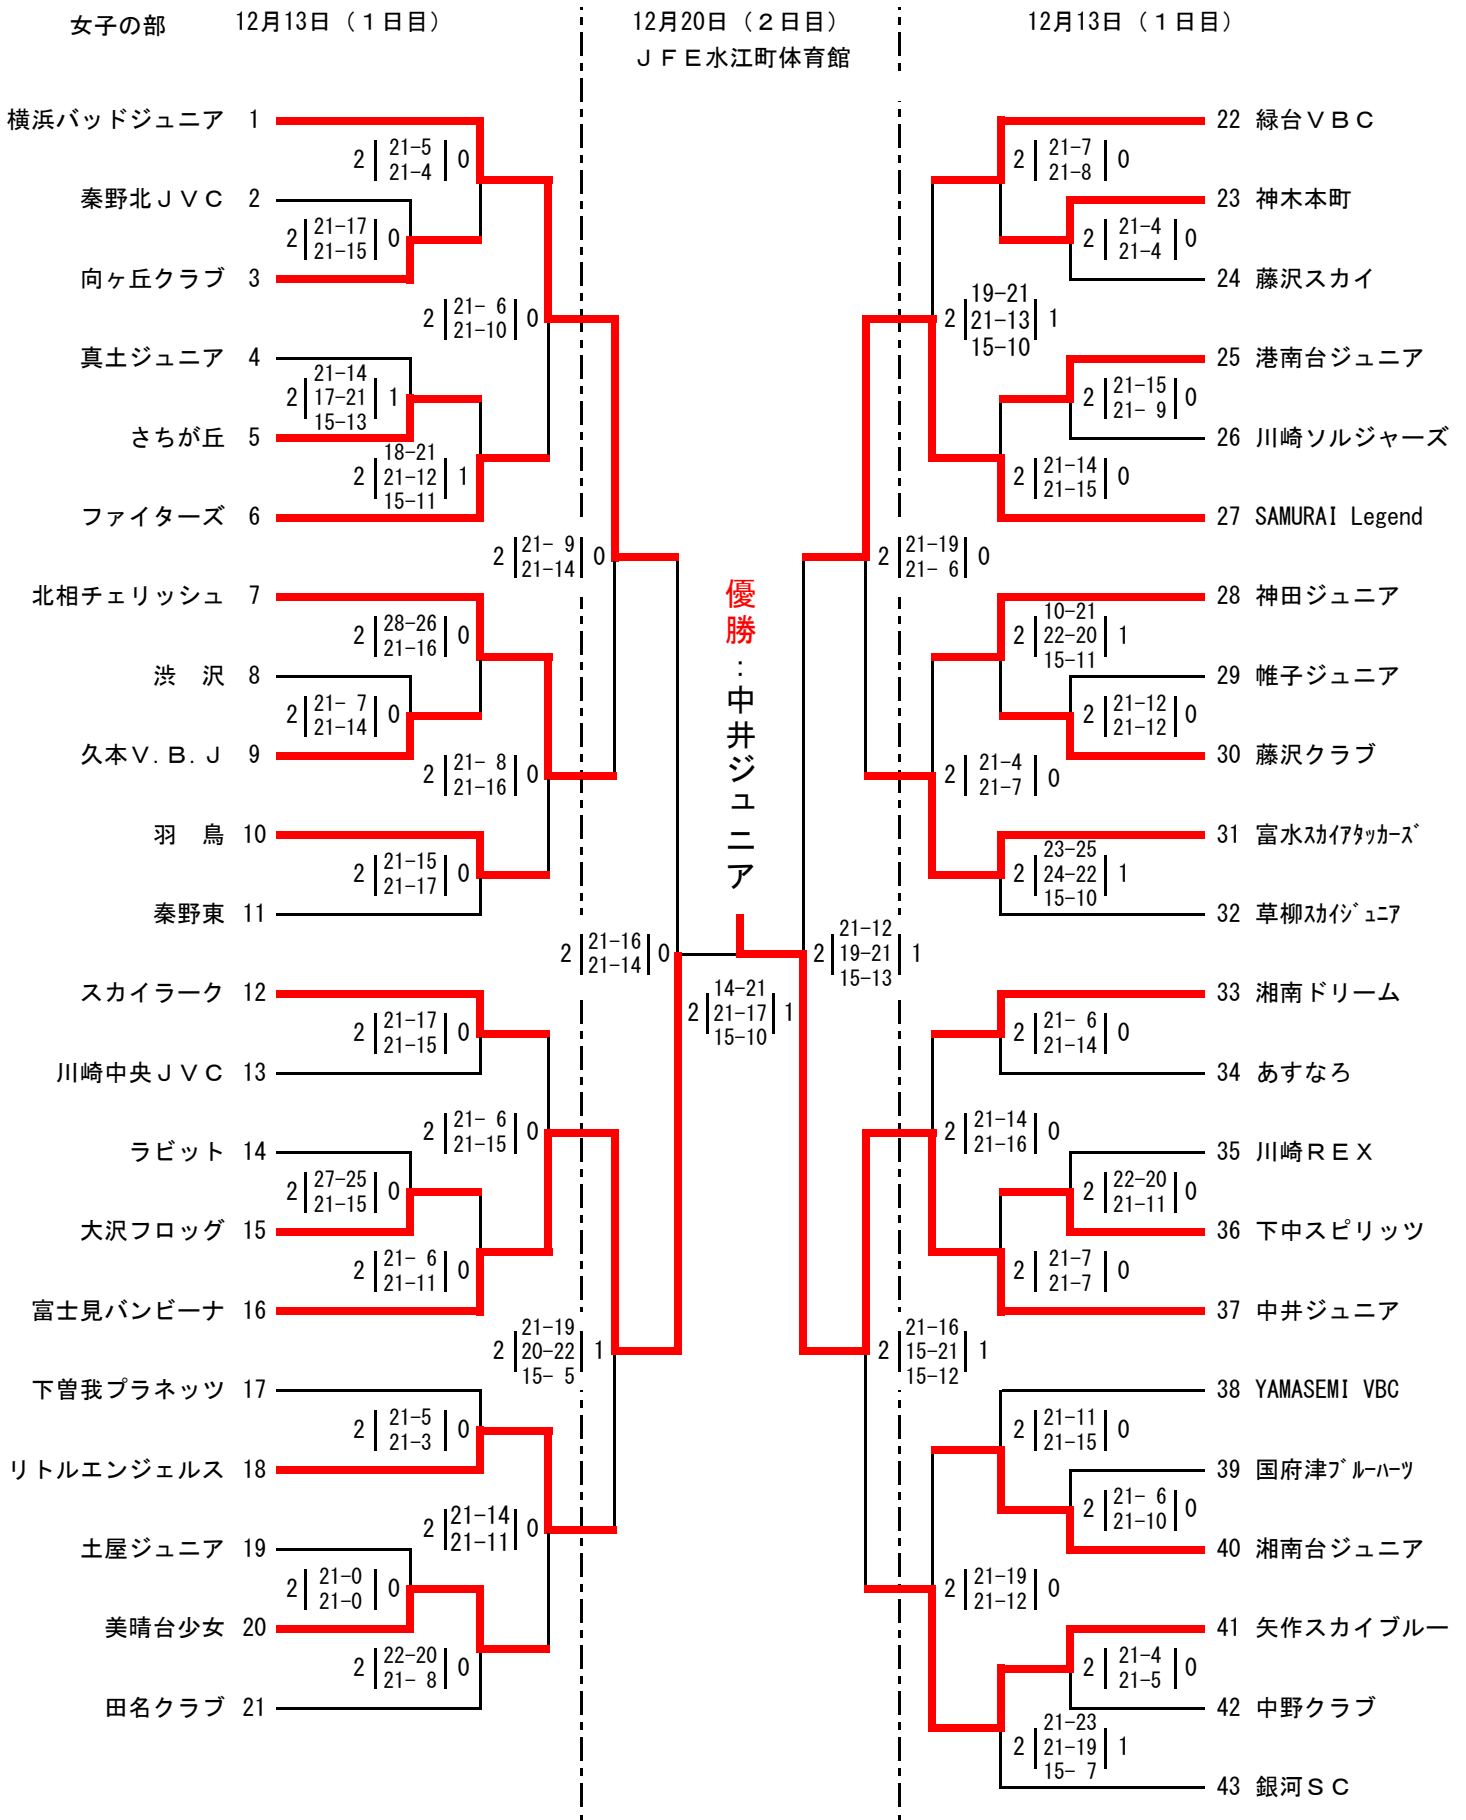 女子の部 12月13日（１日目） 12月20日（２日目） 12月13日（１日目）
ＪＦＥ水江町体育館
横浜バッドジュニア 1
2 21-5 0
21-4
秦野北ＪＶＣ 2
2 21-17 0
21-15
向ヶ丘クラブ 3
2 21- 6 0
21-10
真土ジュニア 4
21-14
2 17-21 1
15-13
さちが丘 5
18-21
2 21-12 1
15-11
ファイターズ 6
2 21- 9 0
21-14
北相チェリッシュ 7
2 28-26 0
21-16
渋　沢 8
2 21- 7 0
21-14
久本Ｖ.Ｂ.Ｊ 9
2 21- 8 0
21-16
羽　鳥 10
2 21-15 0
21-17
秦野東 11
2 21-16 0
21-14
スカイラーク 12
2 21-17 0
21-15
川崎中央ＪＶＣ 13
2 21- 6 0
21-15
ラビット 14
2 27-25 0
21-15
大沢フロッグ 15
2 21- 6 0
21-11
富士見バンビーナ 16
21-19
2 20-22 1
15- 5
下曽我プラネッツ 17
2 21-5 0
21-3
リトルエンジェルス 18
2 21-14 0
21-11
土屋ジュニア 19
2 21-0 0
21-0
美晴台少女 20
2 22-20 0
21- 8
田名クラブ 21
優勝：中井ジュニア
14-21
2 21-17 1
15-10
22 緑台ＶＢＣ
2 21-7 0
21-8
23 神木本町
2 21-4 0
21-4
24 藤沢スカイ
19-21
2 21-13 1
15-10
25 港南台ジュニア
2 21-15 0
21- 9
26 川崎ソルジャーズ
2 21-14 0
21-15
27 SAMURAI Legend
2 21-19 0
21- 6
28 神田ジュニア
10-21
2 22-20 1
15-11
29 帷子ジュニア
2 21-12 0
21-12
30 藤沢クラブ
2 21-4 0
21-7
31 富水ｽｶｲｱﾀｯｶｰｽﾞ
23-25
2 24-22 1
15-10
32 草柳ｽｶｲｼﾞｭﾆｱ
21-12
2 19-21 1
15-13
33 湘南ドリーム
2 21- 6 0
21-14
34 あすなろ
2 21-14 0
21-16
35 川崎ＲＥＸ
2 22-20 0
21-11
36 下中スピリッツ
2 21-7 0
21-7
37 中井ジュニア
21-16
2 15-21 1
15-12
38 YAMASEMI VBC
2 21-11 0
21-15
39 国府津ﾌﾞﾙｰﾊｰﾂ
2 21- 6 0
21-10
40 湘南台ジュニア
2 21-19 0
21-12
41 矢作スカイブルー
2 21-4 0
21-5
42 中野クラブ
21-23
2 21-19 1
15- 7
43 銀河ＳＣ